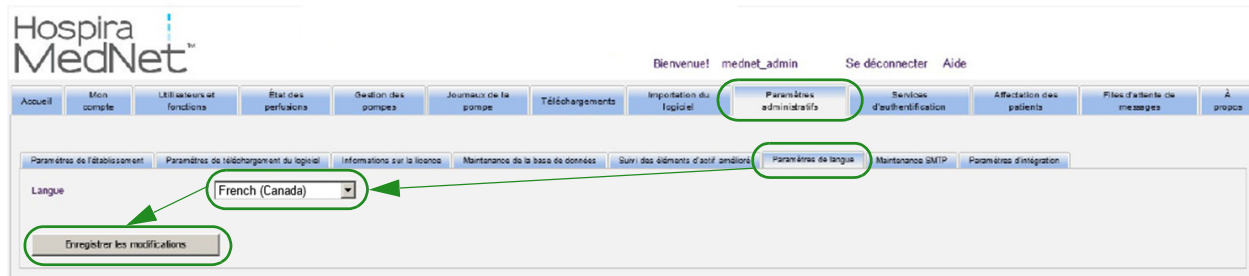 Hospira
MedNet™
Bienvenue! mednet_admin Se déconnecter Aide
Accueil
Mon
compte
Utilisateurs et
fonctions
État des
perfusions
Gestion des
pompes
Journaux de la
pompe
Téléchargements
Importation du
logiciel
Paramètres
administratifs
Services
d'authentification
Affectation des
patients
Files d'attente de
messages
À
propos
Paramètres de l'établissement
Paramètres de téléchargement du logiciel
Informations sur la licence
Maintenance de la base de données
Suivi des éléments d'actif amélioré
Paramètres de langue
Maintenance SMTP
Paramètres d'intégration
Langue
French (Canada)
Enregistrer les modifications